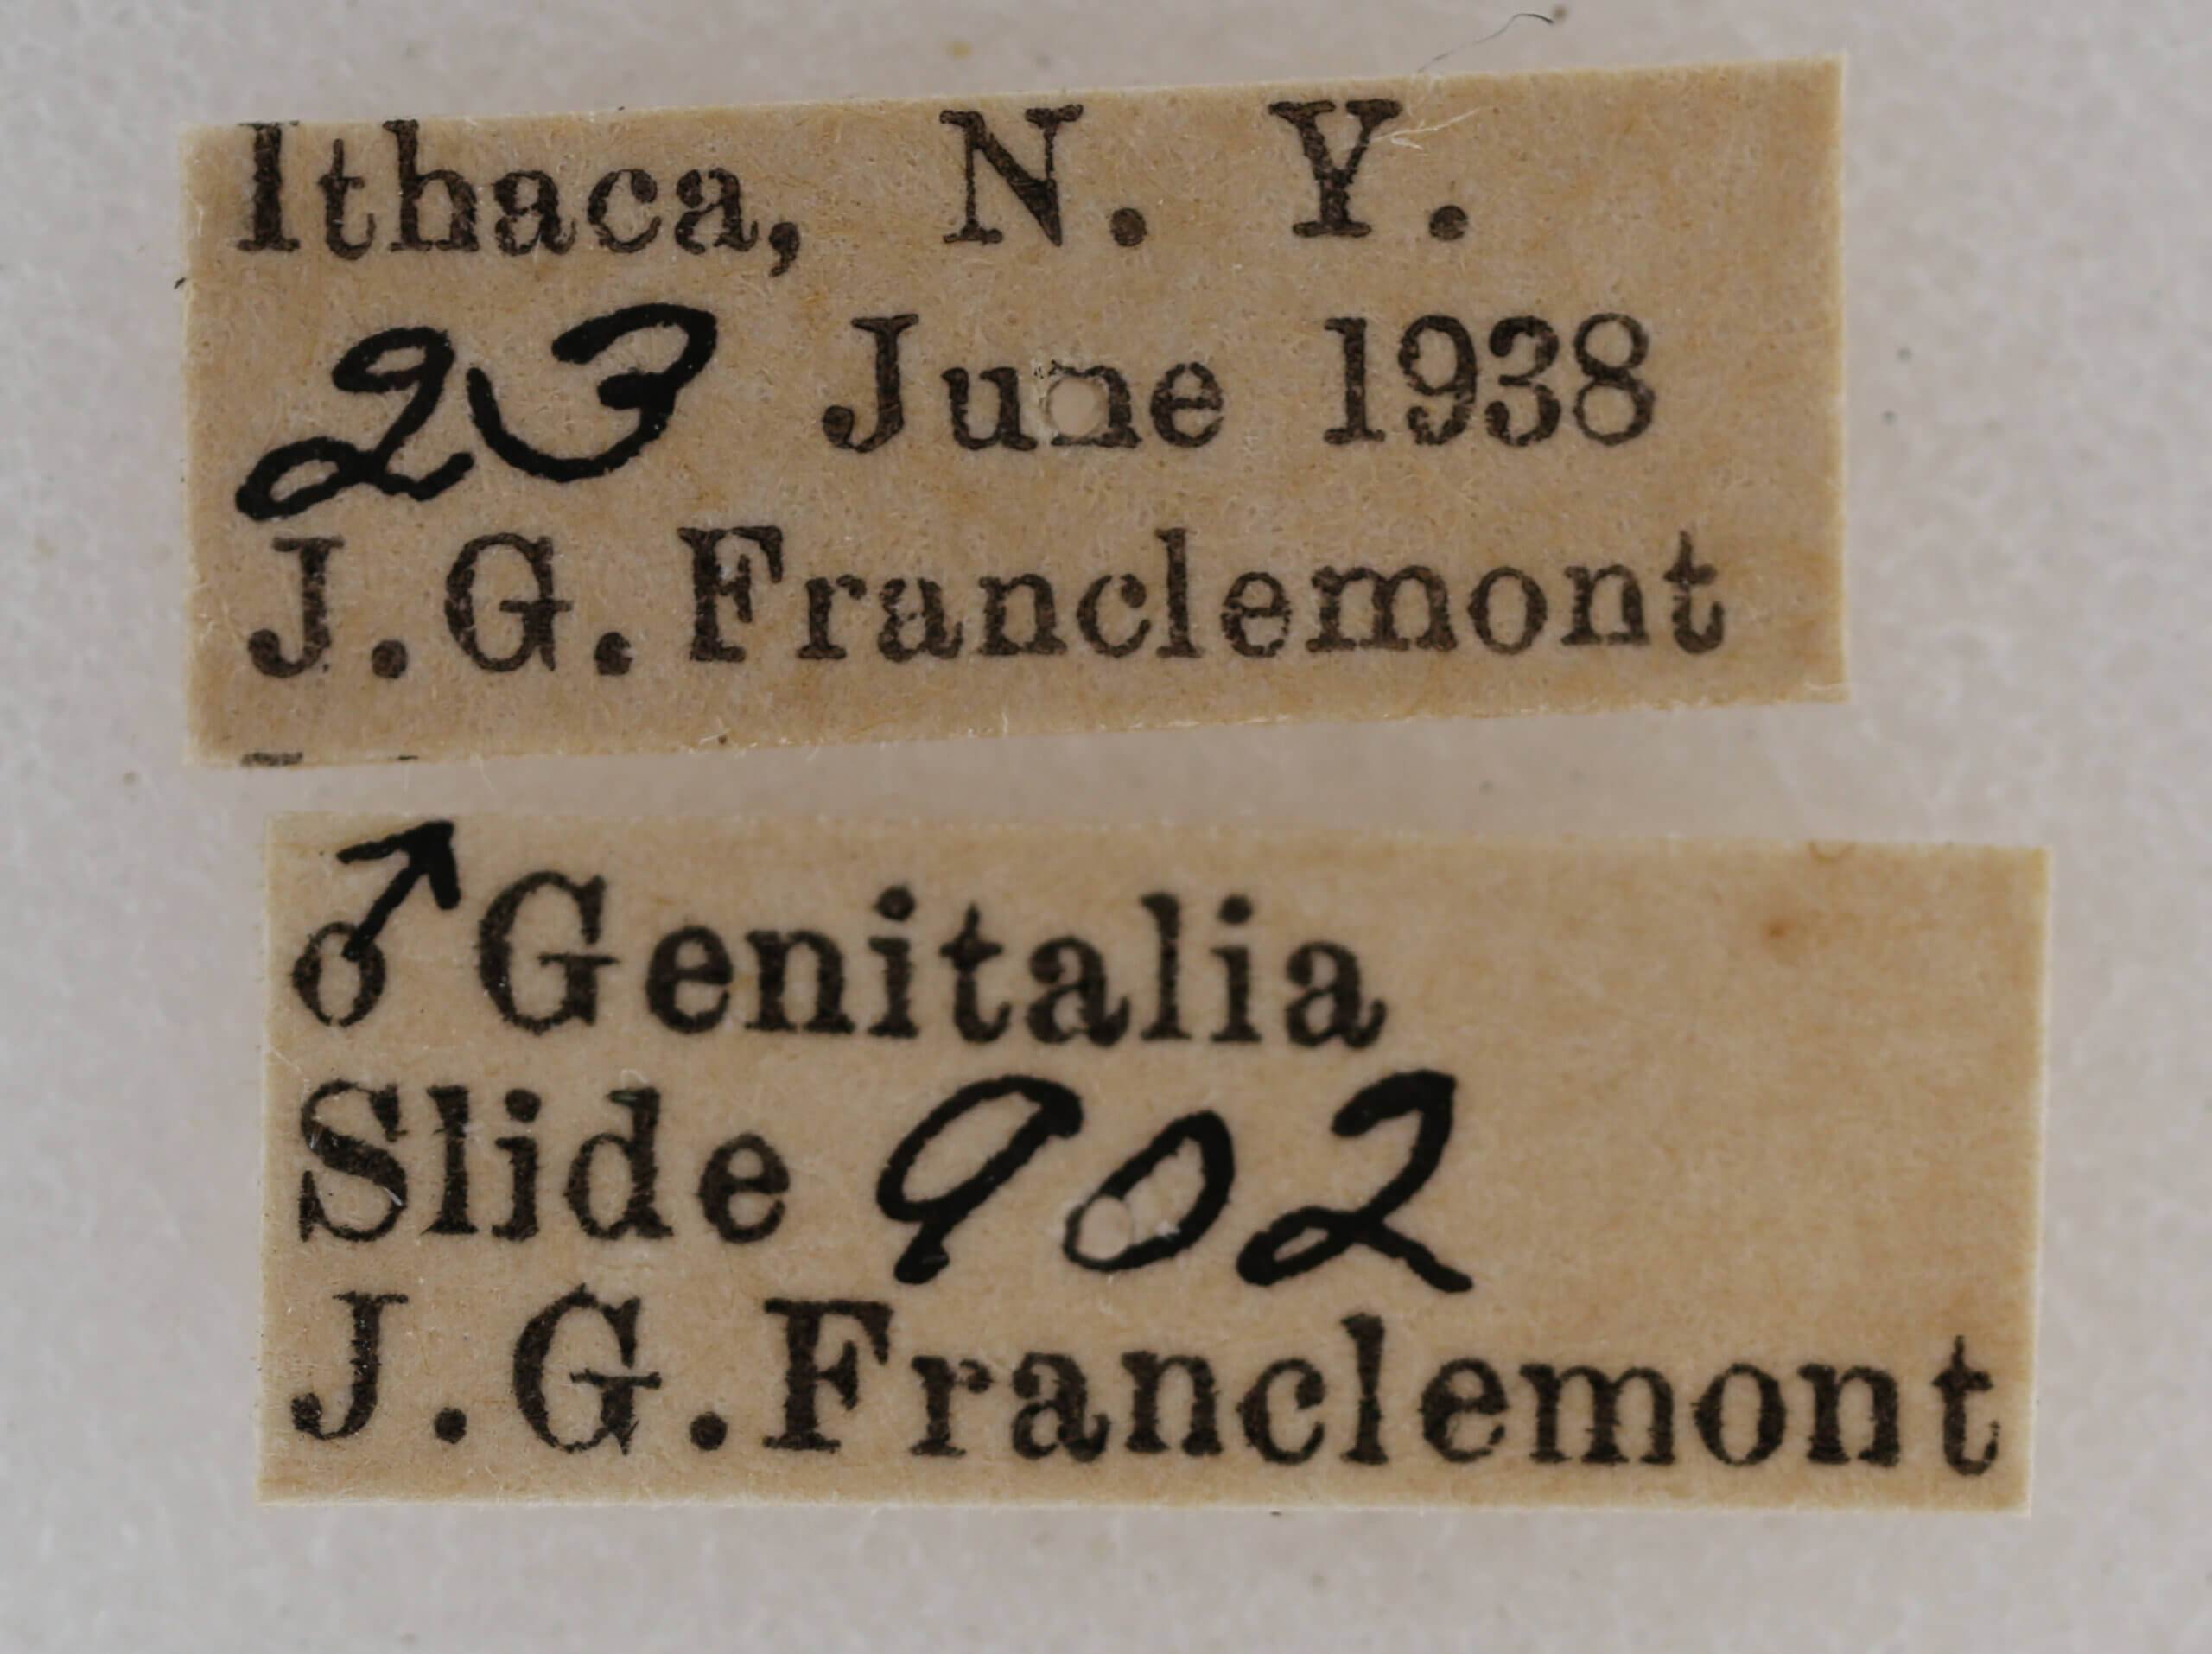 Ithaca, N. Y.
23 June 1938
J. G. Franclemont
♂ Genitalia
Slide 902
J. G. Franclemont